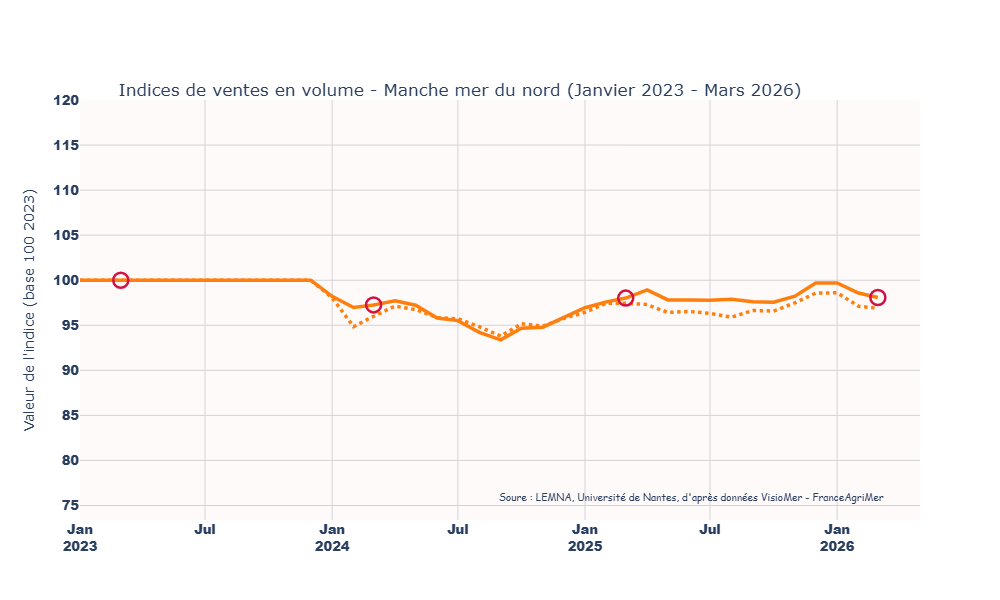 Indices de ventes en volume - Manche mer du nord (Janvier 2023 - Mars 2026)
Valeur de l'indice (base 100 2023)
120
115
110
105
100
95
90
85
80
75
Soure : LEMNA, Université de Nantes, d'après données VisioMer - FranceAgriMer
Jan Jul Jan Jul Jan Jul Jan
2023 2024 2025 2026